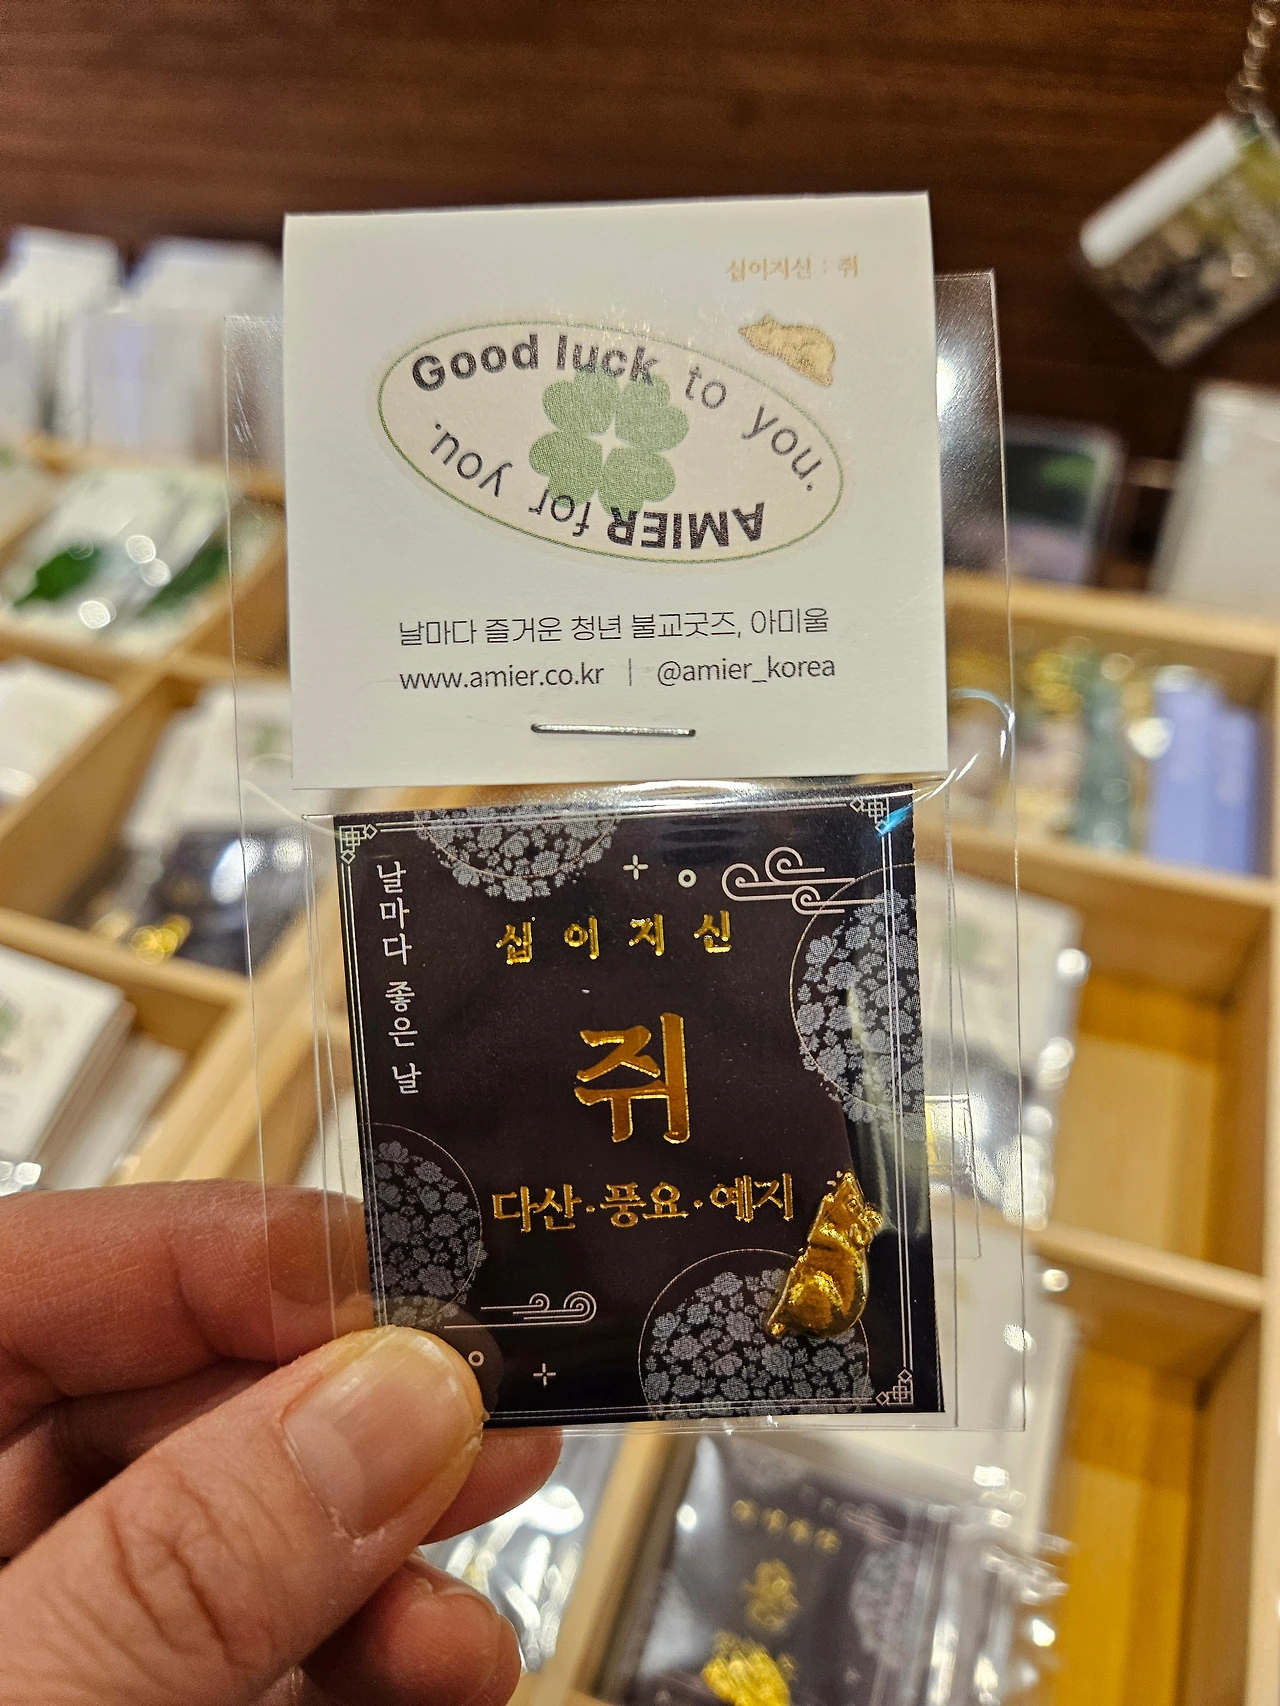 십이지신 : 쥐
Good luck to you.
AMIER for you.
날마다 즐거운 청년 불교굿즈, 아미울
www.amier.co.kr | @amier_korea
날마다 좋은 날
십이지신
쥐
다산·풍요·예지